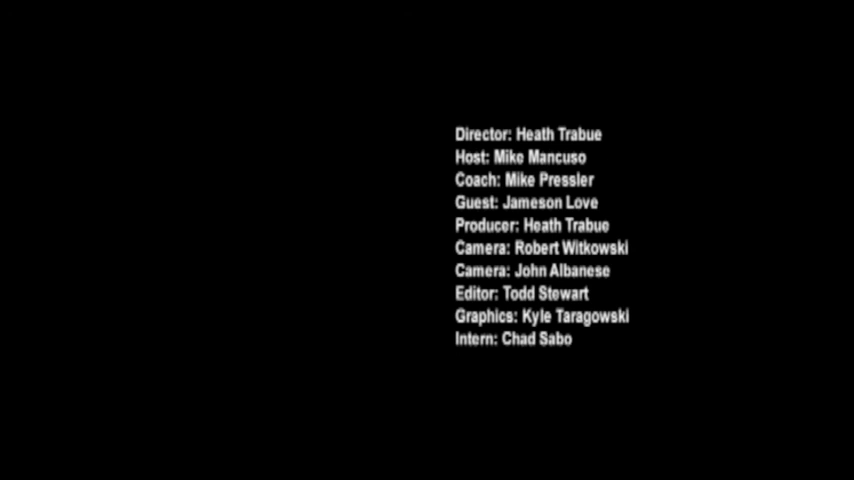 Director: Heath Trabue
Host: Mike Mancuso
Coach: Mike Pressler
Guest: Jameson Love
Producer: Heath Trabue
Camera: Robert Witkowski
Camera: John Albanese
Editor: Todd Stewart
Graphics: Kyle Taragowski
Intern: Chad Sabo